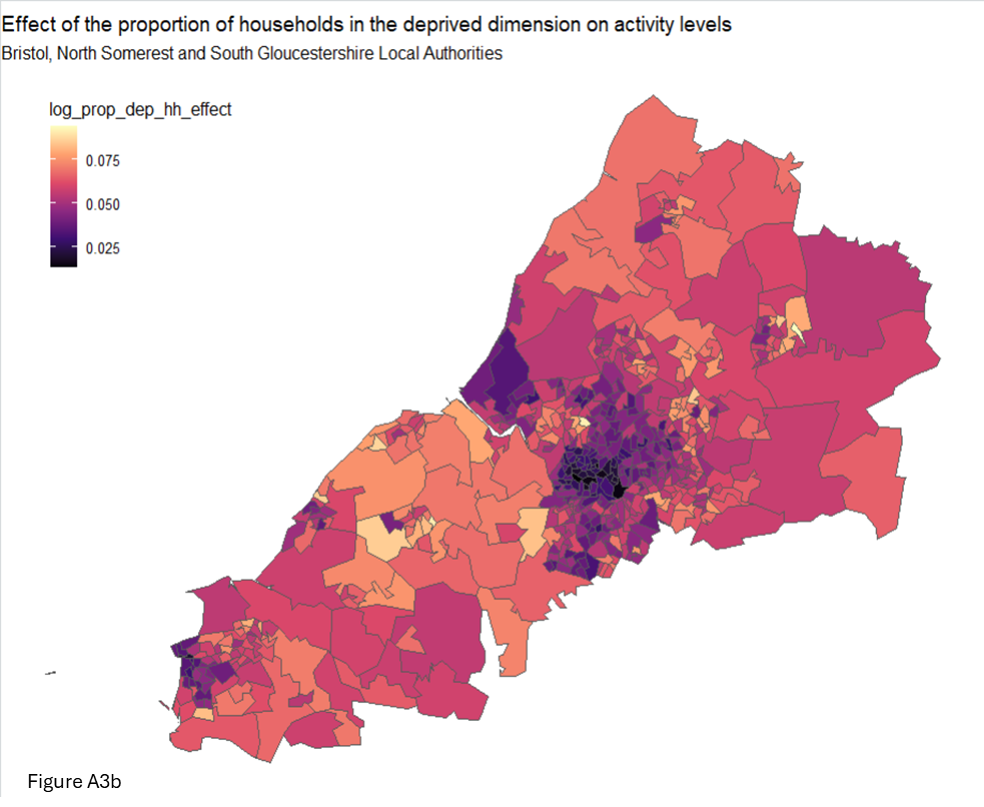 Effect of the proportion of households in the deprived dimension on activity levels
Bristol, North Somerest and South Gloucestershire Local Authorities
log_prop_dep_hh_effect
0.075
0.050
0.025
Figure A3b